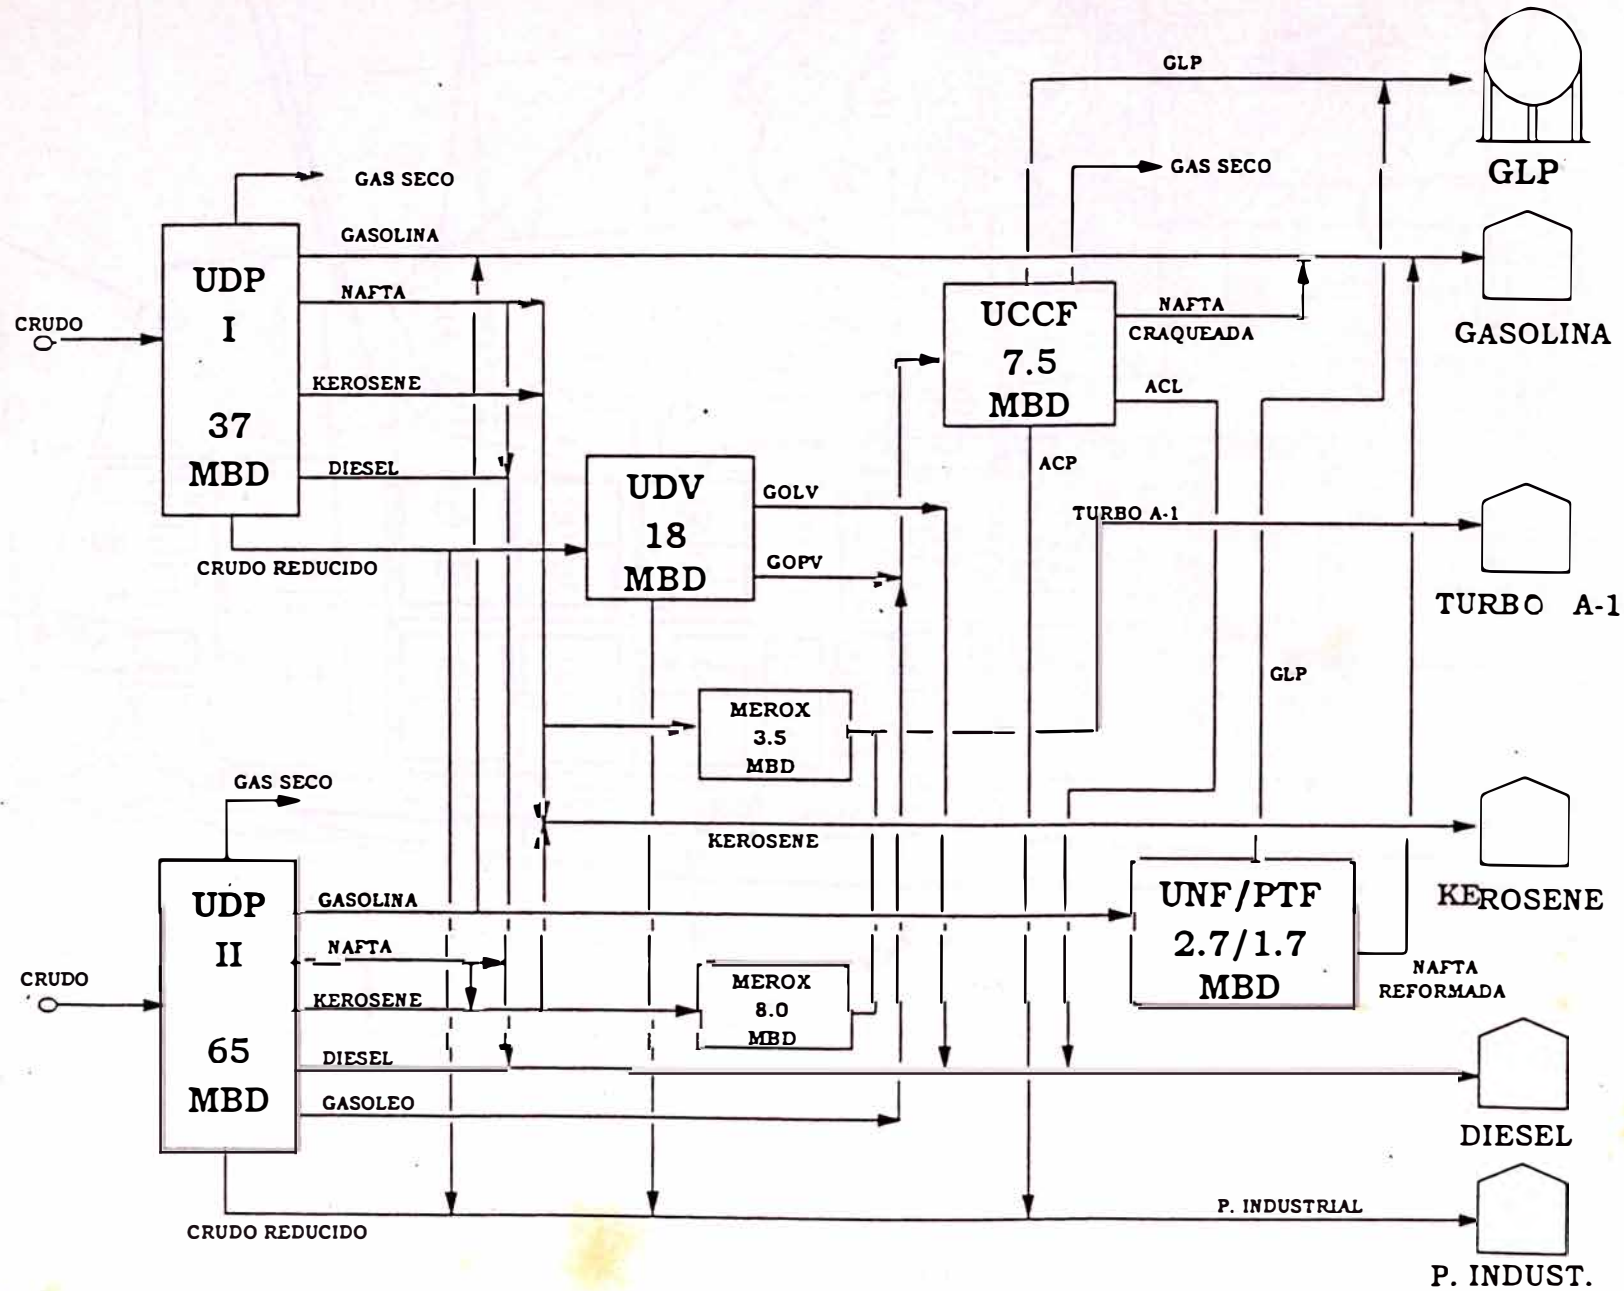 GLP
GLP
GAS SECO
GAS SECO
GASOLINA
UDP
I
37
MBD
NAFTA
CRUDO
KEROSENE
DIESEL
CRUDO REDUCIDO
UCCF
7.5
MBD
NAFTA
CRAQUEADA
ACL
ACP
GASOLINA
UDV
18
MBD
GOLV
GOPV
TURBO A-1
TURBO A-1
GLP
MEROX
3.5
MBD
GAS SECO
KEROSENE
KEROSENE
UDP
II
65
MBD
GASOLINA
NAFTA
CRUDO
KEROSENE
DIESEL
GASOLEO
CRUDO REDUCIDO
MEROX
8.0
MBD
UNF/PTF
2.7/1.7
MBD
NAFTA
REFORMADA
DIESEL
P. INDUSTRIAL
P. INDUST.